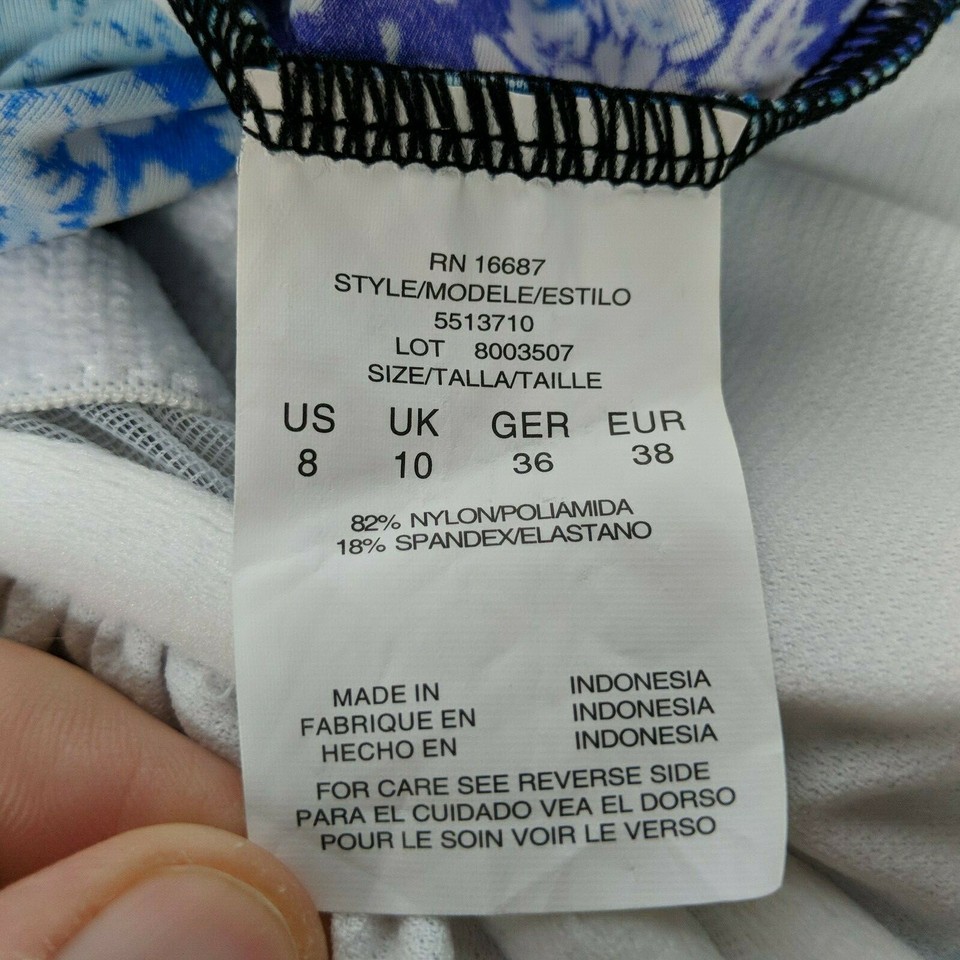 RN 16687
STYLE/MODELE/ESTILO
5513710
LOT 8003507
SIZE/TALLA/TAILLE
US UK GER EUR
8 10 36 38
82% NYLON/POLIAMIDA
18% SPANDEX/ELASTANO
MADE IN INDONESIA
FABRIQUE EN INDONESIA
HECHO EN INDONESIA
FOR CARE SEE REVERSE SIDE
PARA EL CUIDADO VEA EL DORSO
POUR LE SOIN VOIR LE VERSO